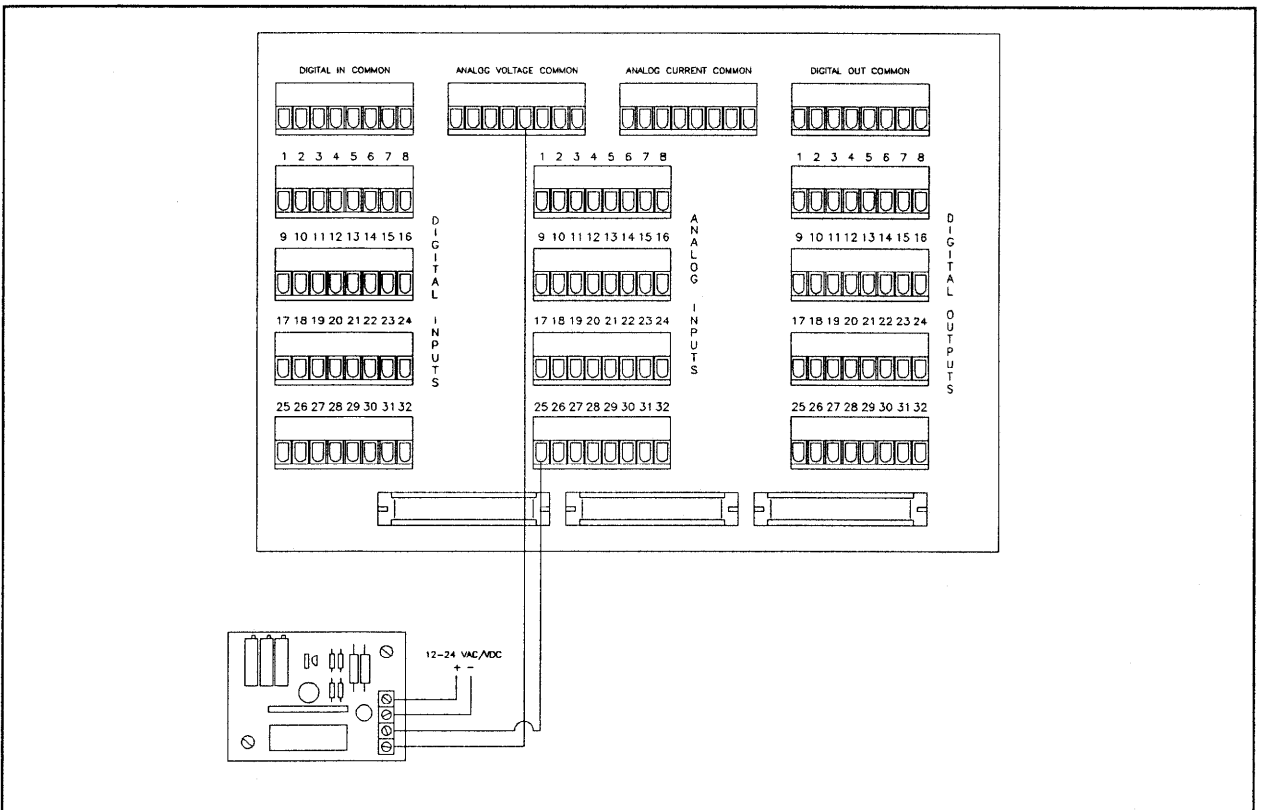 DIGITAL IN COMMON
ANALOG VOLTAGE COMMON
ANALOG CURRENT COMMON
DIGITAL OUT COMMON
1 2 3 4 5 6 7 8
1 2 3 4 5 6 7 8
1 2 3 4 5 6 7 8
9 10 11 12 13 14 15 16
9 10 11 12 13 14 15 16
9 10 11 12 13 14 15 16
17 18 19 20 21 22 23 24
17 18 19 20 21 22 23 24
17 18 19 20 21 22 23 24
25 26 27 28 29 30 31 32
25 26 27 28 29 30 31 32
25 26 27 28 29 30 31 32
DIGITAL INPUTS
ANALOG INPUTS
DIGITAL OUTPUTS
12-24 VAC/VDC
+ -